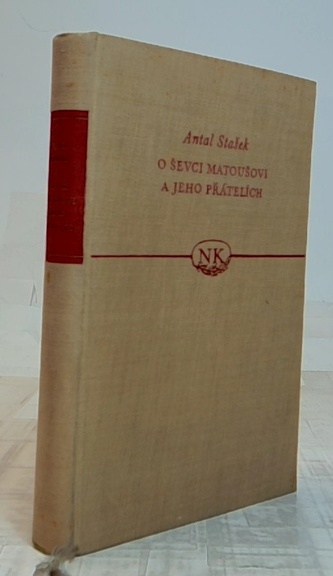 Antal Stašek
O ŠEVCI MATOUŠOVI
A JEHO PŘÁTELÍCH
NK